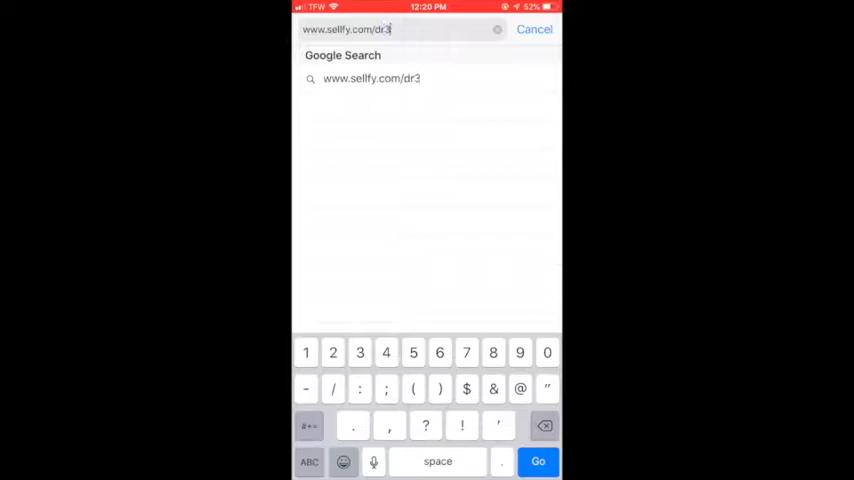 TFW 12:20 PM 52%
www.sellfy.com/dr3 Cancel
Google Search
www.sellfy.com/dr3
1 2 3 4 5 6 7 8 9 0
- / : ; ( ) $ & @ "
#+= . , ? ! '
ABC space . Go